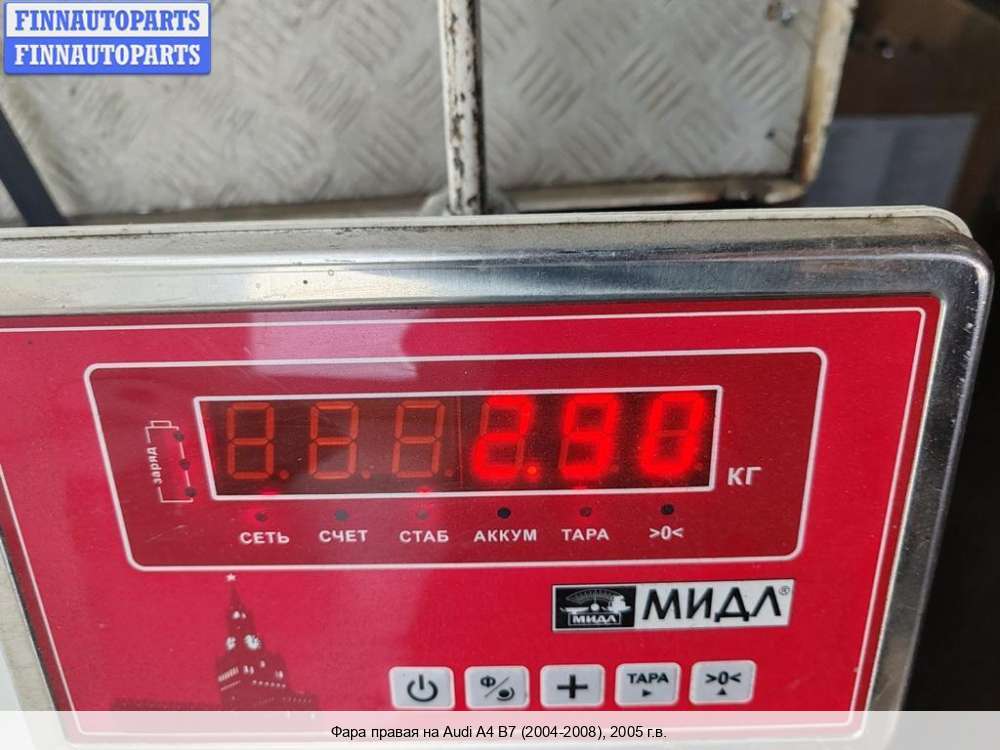 FINNAUTOPARTS
FINNAUTOPARTS
2.90
КГ
заряд
СЕТЬ СЧЕТ СТАБ АККУМ ТАРА >0<
МИДЛ МИДЛ®
Ф/ + ТАРА >0<
Фара правая на Audi A4 B7 (2004-2008), 2005 г.в.